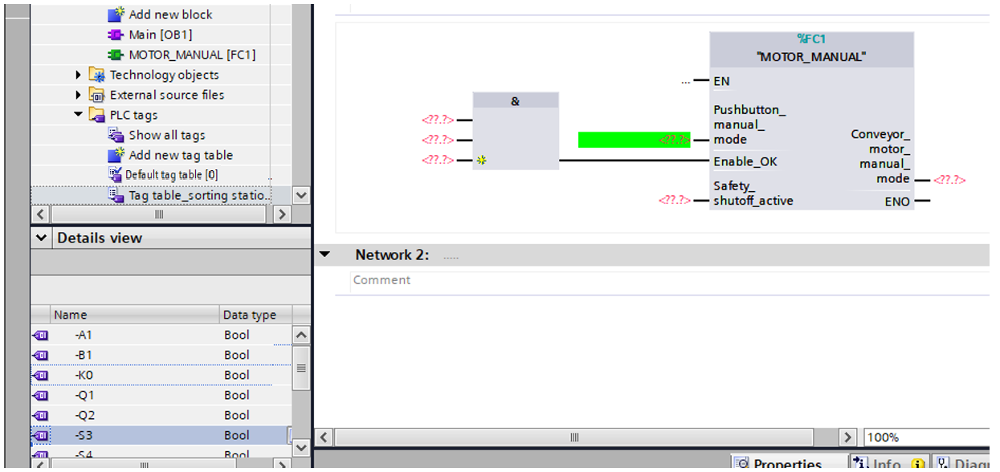 Add new block
Main [OB1]
MOTOR_MANUAL [FC1]
Technology objects
External source files
PLC tags
Show all tags
Add new tag table
Default tag table [0]
Tag table_sorting statio..
Details view
Name Data type
-A1 Bool
-B1 Bool
-K0 Bool
-Q1 Bool
-Q2 Bool
-S3 Bool
-S4 Bool
&
<??.?>
<??.?>
<??.?>
%FC1
"MOTOR_MANUAL"
... EN
Pushbutton_
manual_
<??.?> mode
Enable_OK
Safety_
<??.?> shutoff_active
Conveyor_
motor_
manual_
mode <??.?>
ENO
Network 2: .....
Comment
100%
Properties Info Diag